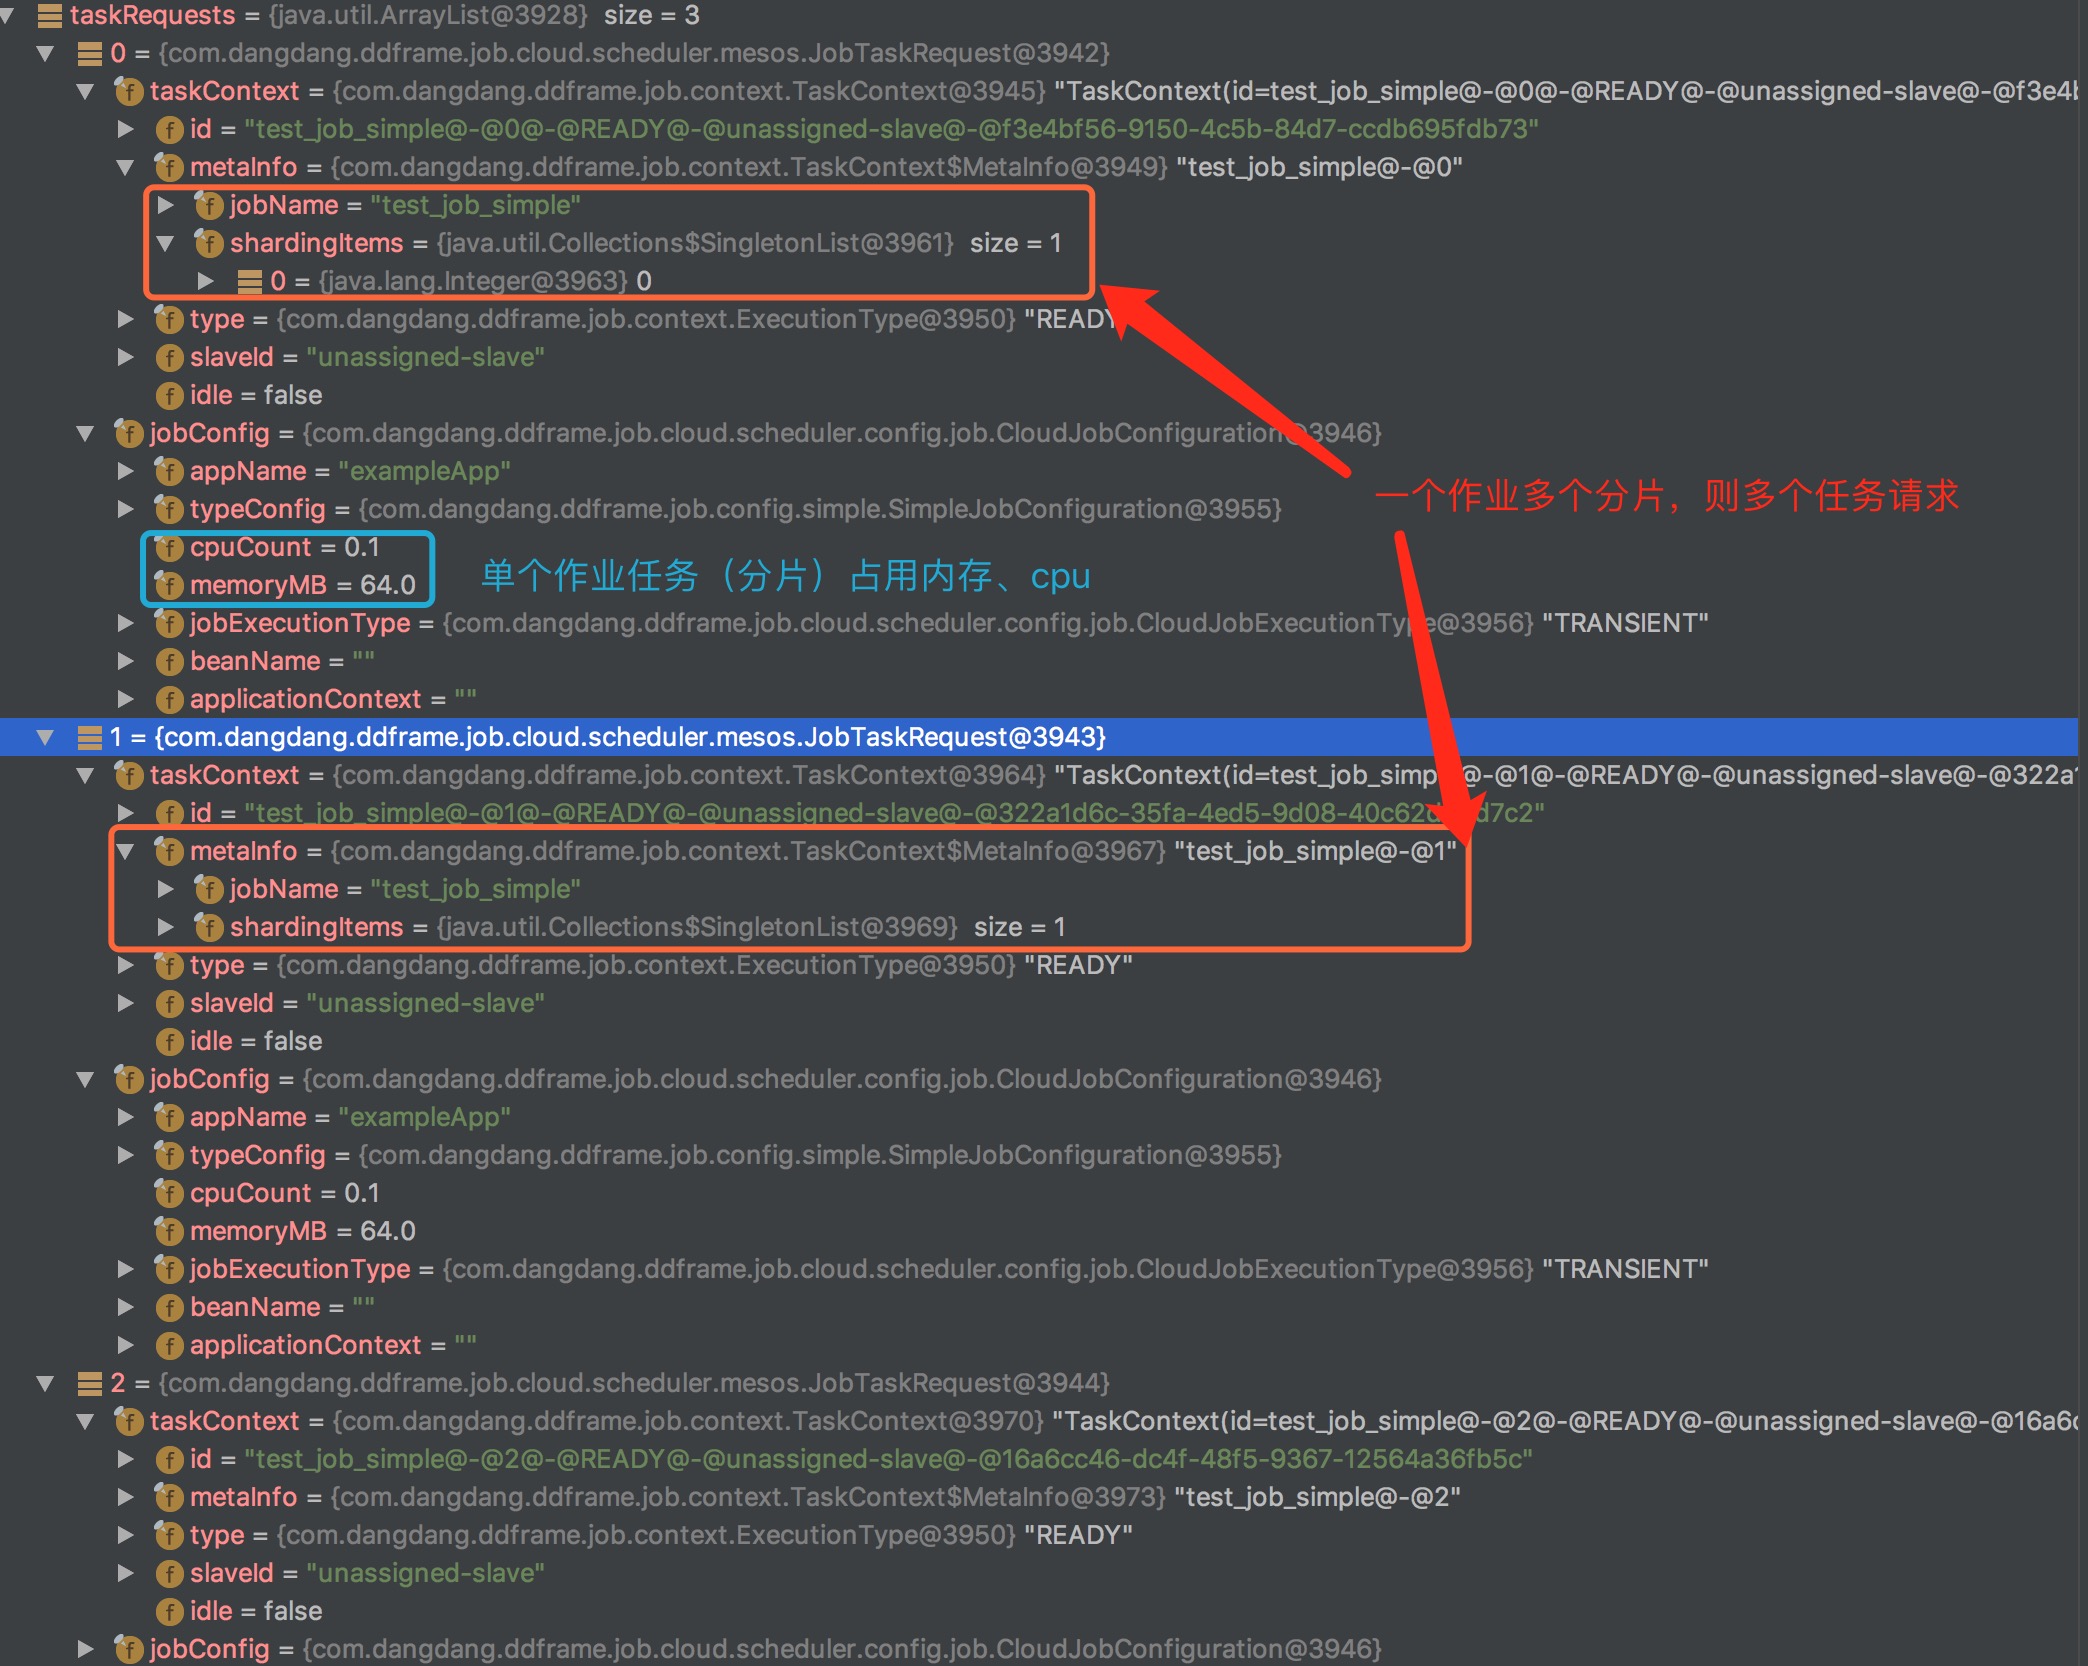 taskRequests = {java.util.ArrayList@3928} size = 3
0 = {com.dangdang.ddframe.job.cloud.scheduler.mesos.JobTaskRequest@3942}
taskContext = {com.dangdang.ddframe.job.context.TaskContext@3945} "TaskContext(id=test_job_simple@-@0@-@READY@-@unassigned-slave@-@f3e4b
id = "test_job_simple@-@0@-@READY@-@unassigned-slave@-@f3e4bf56-9150-4c5b-84d7-ccdb695fdb73"
metaInfo = {com.dangdang.ddframe.job.context.TaskContext$MetaInfo@3949} "test_job_simple@-@0"
jobName = "test_job_simple"
shardingItems = {java.util.Collections$SingletonList@3961} size = 1
0 = {java.lang.Integer@3963} 0
type = {com.dangdang.ddframe.job.context.ExecutionType@3950} "READY
slaveId = "unassigned-slave"
idle = false
jobConfig = {com.dangdang.ddframe.job.cloud.scheduler.config.job.CloudJobConfiguration@3946}
appName = "exampleApp"
typeConfig = {com.dangdang.ddframe.job.config.simple.SimpleJobConfiguration@3955}
一个作业多个分片，则多个任务请求
cpuCount = 0.1
memoryMB = 64.0
单个作业任务（分片）占用内存、cpu
jobExecutionType = {com.dangdang.ddframe.job.cloud.scheduler.config.job.CloudJobExecutionType@3956} "TRANSIENT"
beanName = ""
applicationContext = ""
1 = {com.dangdang.ddframe.job.cloud.scheduler.mesos.JobTaskRequest@3943}
taskContext = {com.dangdang.ddframe.job.context.TaskContext@3964} "TaskContext(id=test_job_simple@-@1@-@READY@-@unassigned-slave@-@322a1
id = "test_job_simple@-@1@-@READY@-@unassigned-slave@-@322a1d6c-35fa-4ed5-9d08-40c62d d7c2"
metaInfo = {com.dangdang.ddframe.job.context.TaskContext$MetaInfo@3967} "test_job_simple@-@1"
jobName = "test_job_simple"
shardingItems = {java.util.Collections$SingletonList@3969} size = 1
type = {com.dangdang.ddframe.job.context.ExecutionType@3950} "READY"
slaveId = "unassigned-slave"
idle = false
jobConfig = {com.dangdang.ddframe.job.cloud.scheduler.config.job.CloudJobConfiguration@3946}
appName = "exampleApp"
typeConfig = {com.dangdang.ddframe.job.config.simple.SimpleJobConfiguration@3955}
cpuCount = 0.1
memoryMB = 64.0
jobExecutionType = {com.dangdang.ddframe.job.cloud.scheduler.config.job.CloudJobExecutionType@3956} "TRANSIENT"
beanName = ""
applicationContext = ""
2 = {com.dangdang.ddframe.job.cloud.scheduler.mesos.JobTaskRequest@3944}
taskContext = {com.dangdang.ddframe.job.context.TaskContext@3970} "TaskContext(id=test_job_simple@-@2@-@READY@-@unassigned-slave@-@16a6c
id = "test_job_simple@-@2@-@READY@-@unassigned-slave@-@16a6cc46-dc4f-48f5-9367-12564a36fb5c"
metaInfo = {com.dangdang.ddframe.job.context.TaskContext$MetaInfo@3973} "test_job_simple@-@2"
type = {com.dangdang.ddframe.job.context.ExecutionType@3950} "READY"
slaveId = "unassigned-slave"
idle = false
jobConfig = {com.dangdang.ddframe.job.cloud.scheduler.config.job.CloudJobConfiguration@3946}